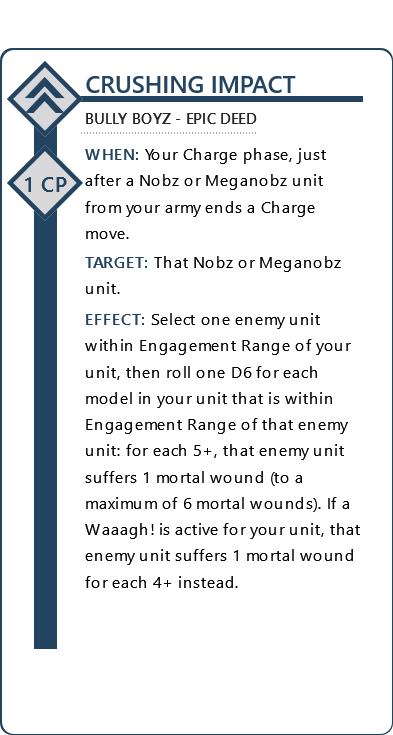 CRUSHING IMPACT
BULLY BOYZ - EPIC DEED
1 CP
WHEN: Your Charge phase, just
after a Nobz or Meganobz unit
from your army ends a Charge
move.
TARGET: That Nobz or Meganobz
unit.
EFFECT: Select one enemy unit
within Engagement Range of your
unit, then roll one D6 for each
model in your unit that is within
Engagement Range of that enemy
unit: for each 5+, that enemy unit
suffers 1 mortal wound (to a
maximum of 6 mortal wounds). If a
Waaagh! is active for your unit, that
enemy unit suffers 1 mortal wound
for each 4+ instead.